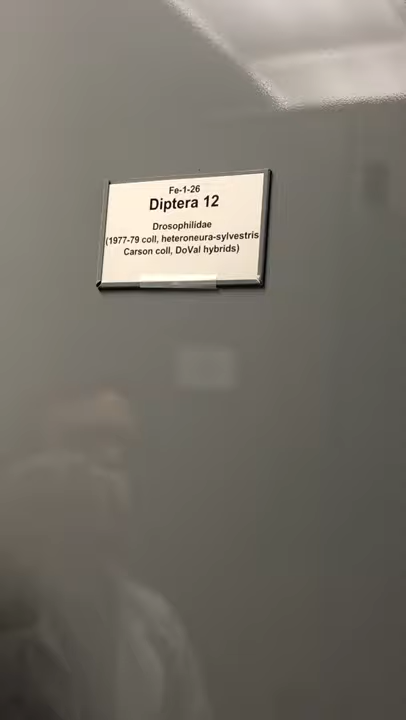 Fe-1-26
Diptera 12
Drosophilidae
(1977-79 coll, heteroneura-sylvestris
Carson coll, DoVal hybrids)